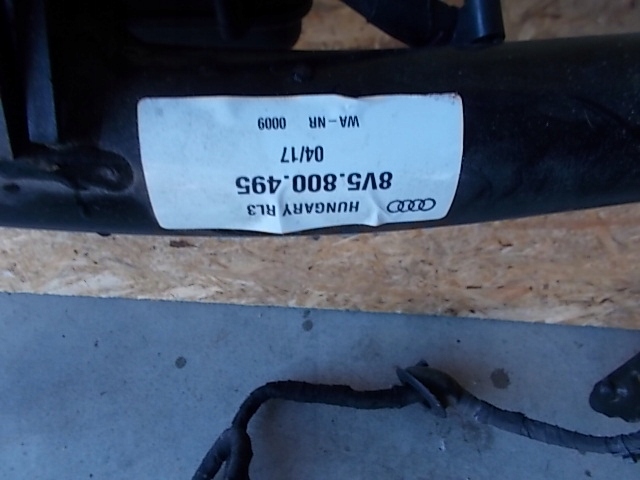 HUNGARY RL3
8V5.800.495
04/17
WA-NR 0009